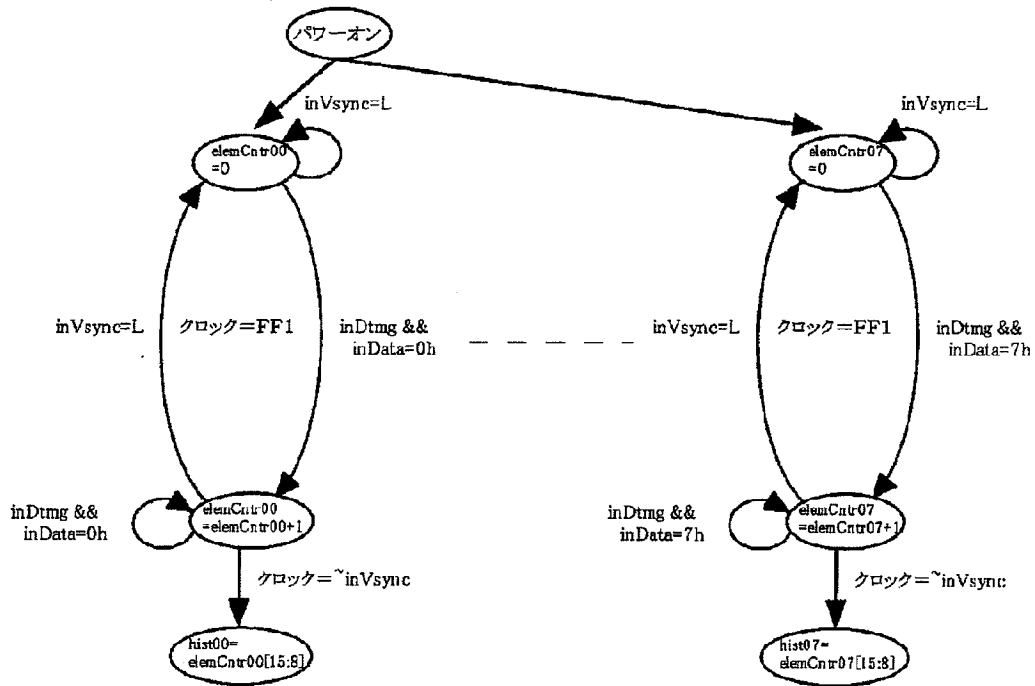 パワーオン
inVsync=L
inVsync=L
elemCntr00
=0
elemCntr07
=0
inVsync=L
クロック=FF1
inDtmg &&
inData=0h
inVsync=L
クロック=FF1
inDtmg &&
inData=7h
inDtmg &&
inData=0h
elemCntr00
=elemCntr00+1
inDtmg &&
inData=7h
elemCntr07
=elemCntr07+1
クロック=~inVsync
クロック=~inVsync
hist00=
elemCntr00[15:8]
hist07=
elemCntr07[15:8]